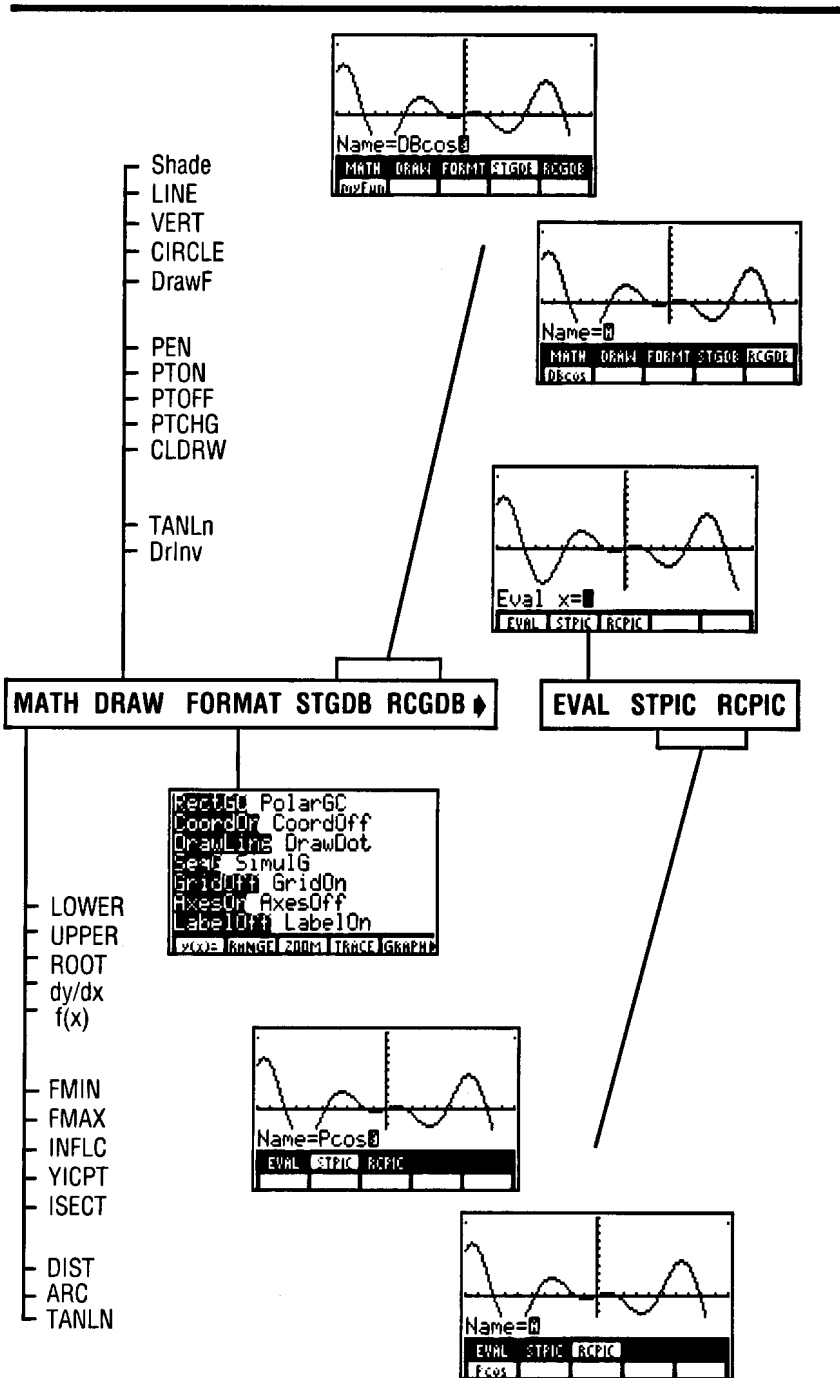 Name=DBcos
MATH DRAW FORMT STGDB RCGDB
myFun
Shade
LINE
VERT
CIRCLE
DrawF
PEN
PTON
PTOFF
PTCHG
CLDRW
TANLn
DrInv
Name=
MATH DRAW FORMT STGDB RCGDB
DBcos
Eval x=
EVAL STPIC RCPIC
MATH DRAW FORMAT STGDB RCGDB
EVAL STPIC RCPIC
RectGC PolarGC
CoordOn CoordOff
DrawLine DrawDot
SeqG SimulG
GridOff GridOn
AxesOn AxesOff
LabelOff LabelOn
y(x)= RANGE ZOOM TRACE GRAPH
LOWER
UPPER
ROOT
dy/dx
f(x)
FMIN
FMAX
INFLC
YICPT
ISECT
DIST
ARC
TANLN
Name=Pcos
EVAL STPIC RCPIC
Name=
EVAL STPIC RCPIC
Pcos